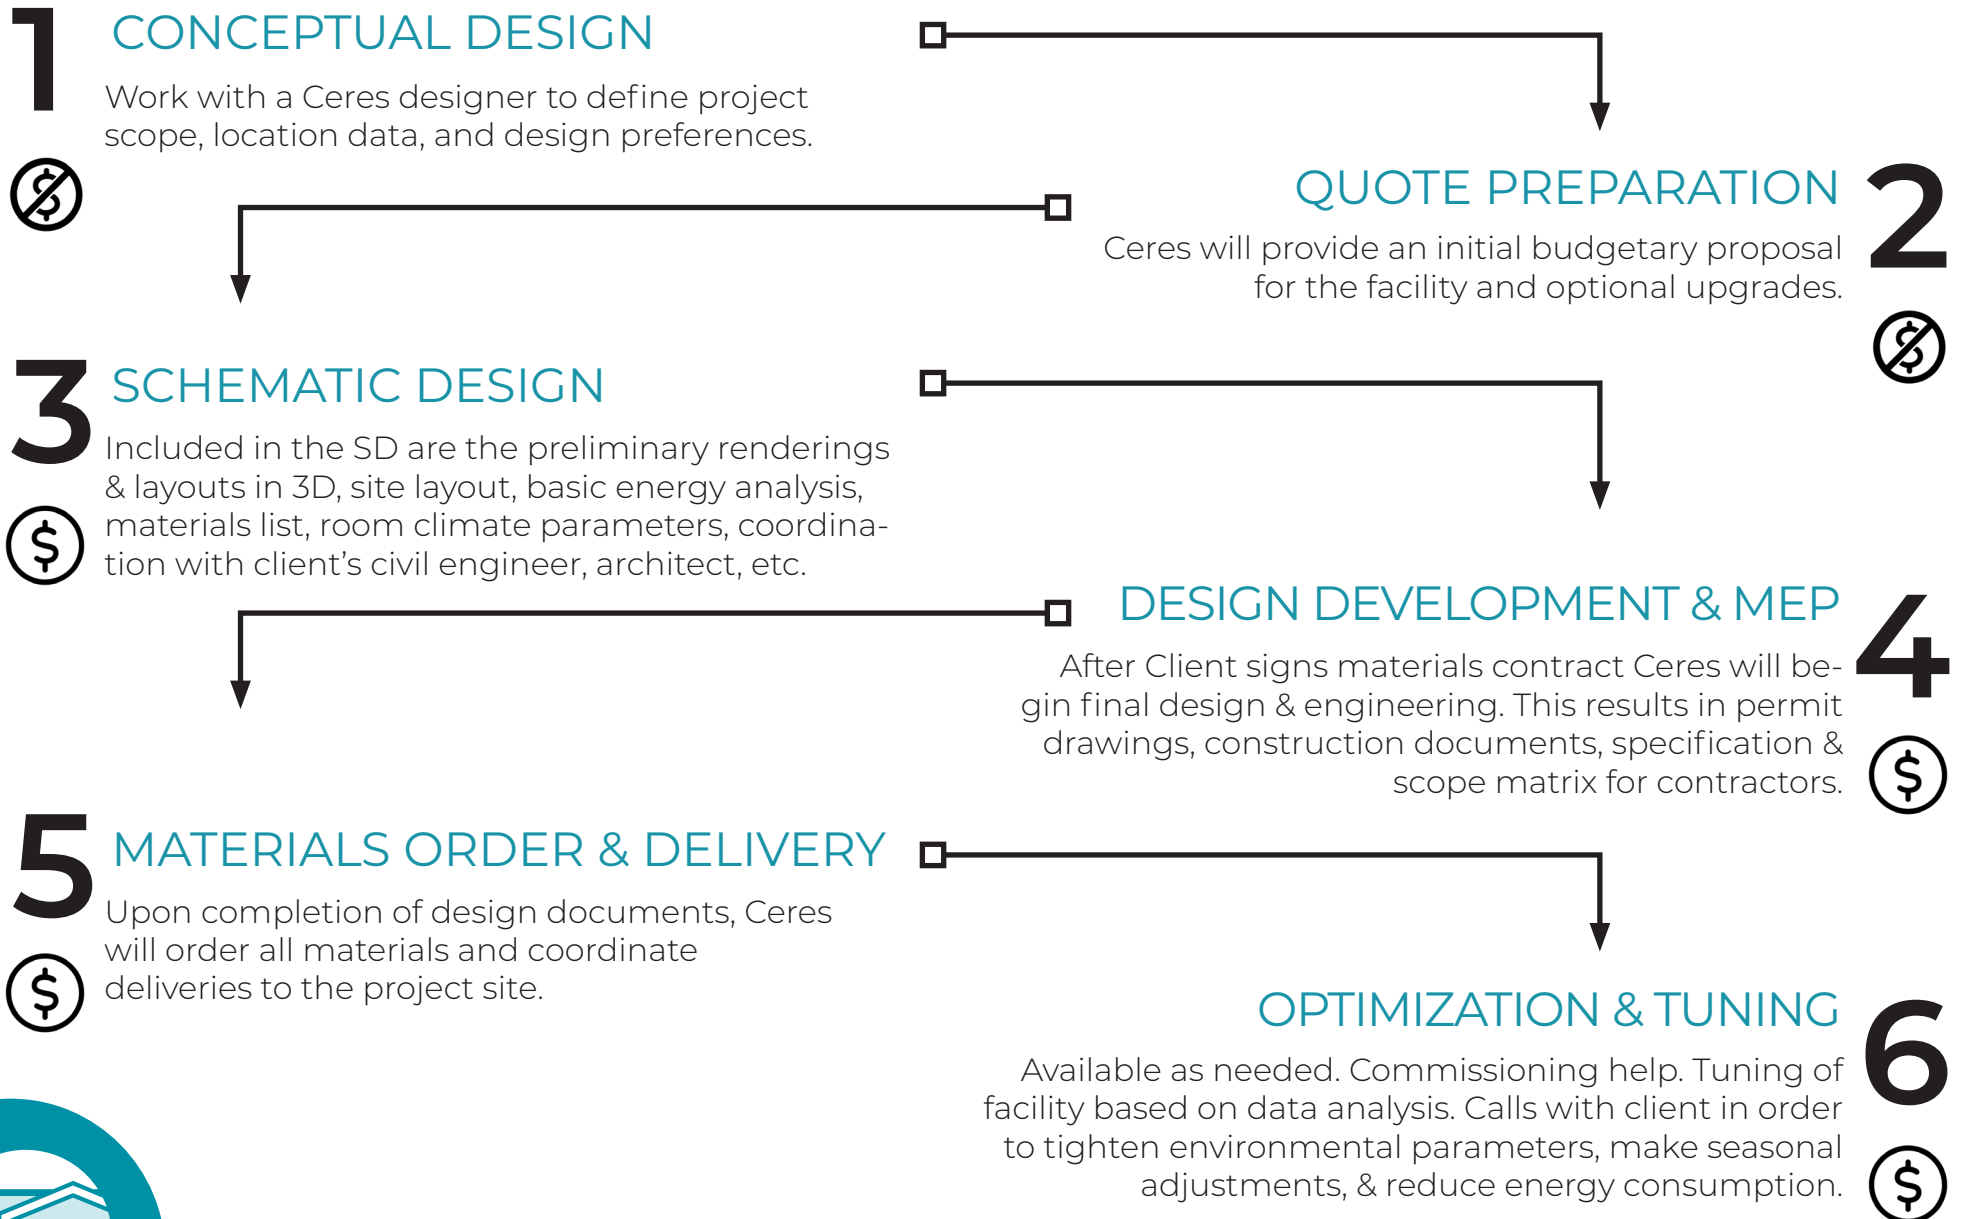 1
CONCEPTUAL DESIGN
Work with a Ceres designer to define project
scope, location data, and design preferences.
$
QUOTE PREPARATION
2
Ceres will provide an initial budgetary proposal
for the facility and optional upgrades.
$
3
SCHEMATIC DESIGN
Included in the SD are the preliminary renderings
& layouts in 3D, site layout, basic energy analysis,
materials list, room climate parameters, coordina-
tion with client’s civil engineer, architect, etc.
$
DESIGN DEVELOPMENT & MEP
4
After Client signs materials contract Ceres will be-
gin final design & engineering. This results in permit
drawings, construction documents, specification &
scope matrix for contractors.
$
5
MATERIALS ORDER & DELIVERY
Upon completion of design documents, Ceres
will order all materials and coordinate
deliveries to the project site.
$
OPTIMIZATION & TUNING
6
Available as needed. Commissioning help. Tuning of
facility based on data analysis. Calls with client in order
to tighten environmental parameters, make seasonal
adjustments, & reduce energy consumption.
$